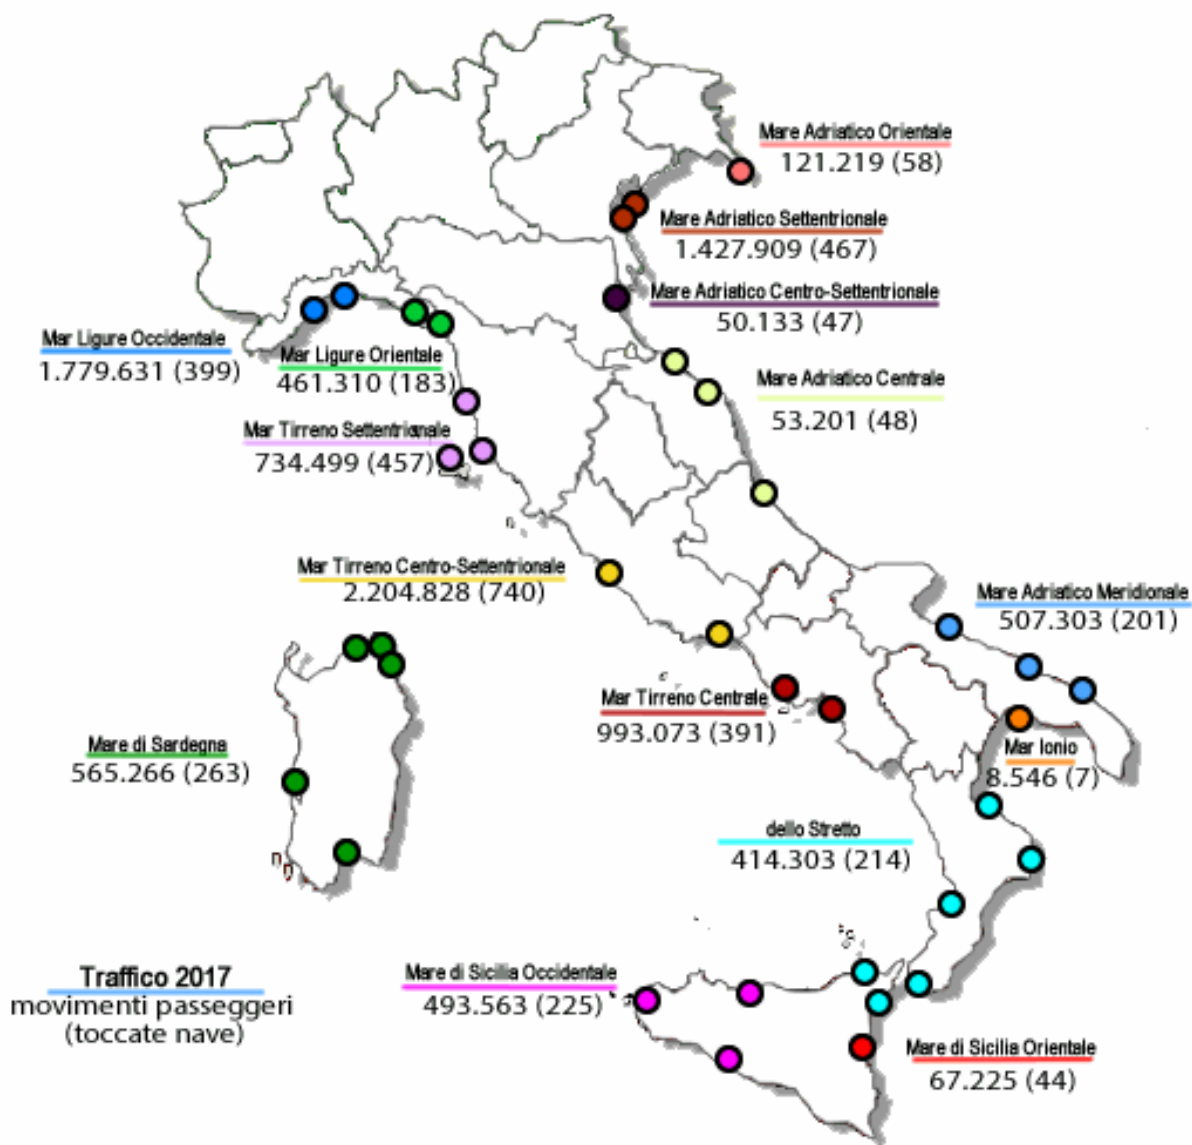 Mare Adriatico Orientale
121.219 (58)
Mare Adriatico Settentrionale
1.427.909 (467)
Mare Adriatico Centro-Settentrionale
50.133 (47)
Mar Ligure Occidentale
1.779.631 (399)
Mar Ligure Orientale
461.310 (183)
Mare Adriatico Centrale
53.201 (48)
Mar Tirreno Settentrionale
734.499 (457)
Mar Tirreno Centro-Settentrionale
2.204.828 (740)
Mare Adriatico Meridionale
507.303 (201)
Mar Tirreno Centrale
993.073 (391)
Mare di Sardegna
565.266 (263)
Mar Ionio
8.546 (7)
dello Stretto
414.303 (214)
Traffico 2017
movimenti passeggeri
(toccate nave)
Mare di Sicilia Occidentale
493.563 (225)
Mare di Sicilia Orientale
67.225 (44)